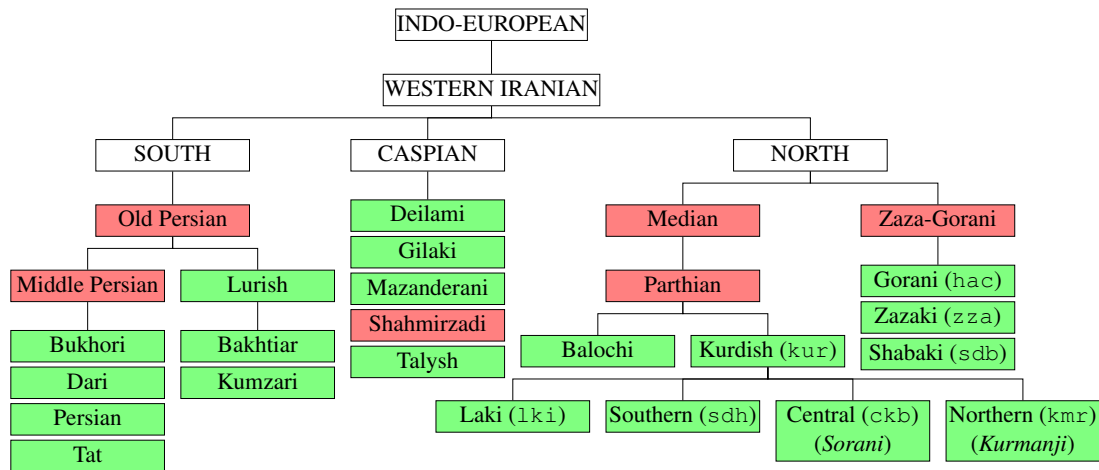 INDO-EUROPEAN
WESTERN IRANIAN
SOUTH
CASPIAN
NORTH
Old Persian
Middle Persian
Bukhori
Dari
Persian
Tat
Lurish
Bakhtiar
Kumzari
Deilami
Gilaki
Mazanderani
Shahmirzadi
Talysh
Median
Parthian
Balochi
Kurdish (kur)
Laki (lki)
Southern (sdh)
Central (ckb)
(Sorani)
Northern (kmr)
(Kurmanji)
Zaza-Gorani
Gorani (hac)
Zazaki (zza)
Shabaki (sdb)